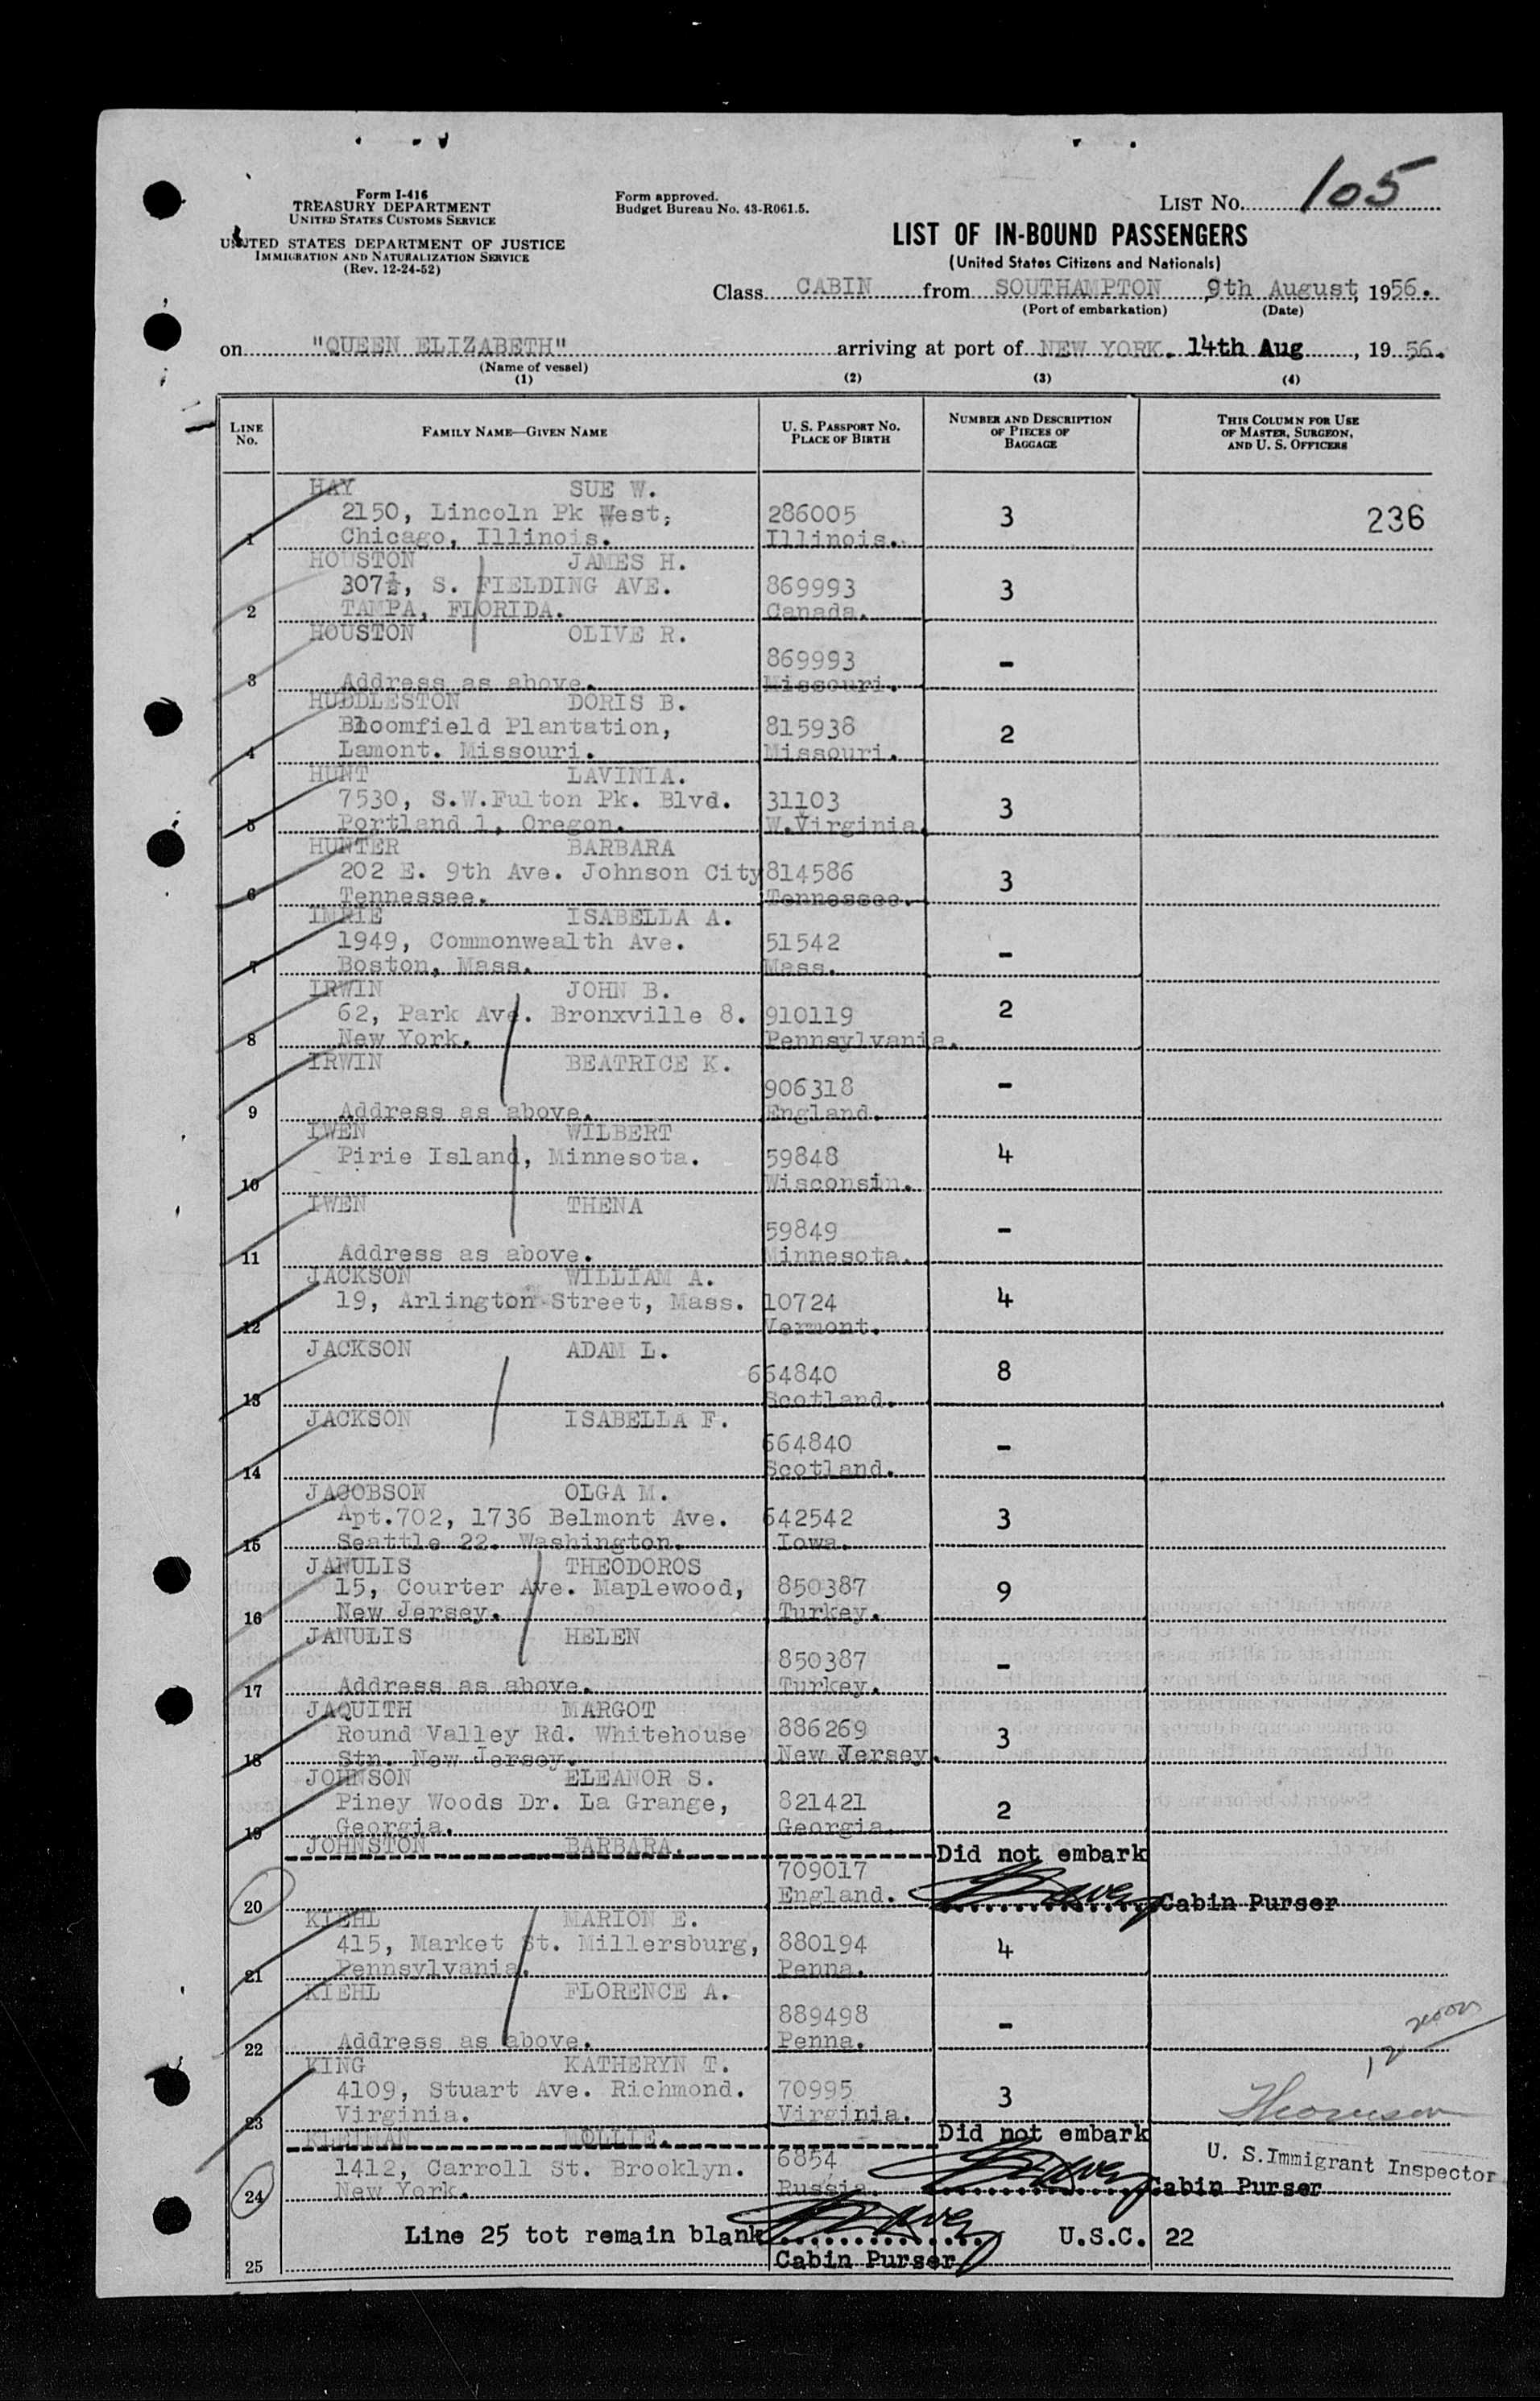 Form I-416
TREASURY DEPARTMENT
UNITED STATES CUSTOMS SERVICE
UNITED STATES DEPARTMENT OF JUSTICE
IMMIGRATION AND NATURALIZATION SERVICE
(Rev. 12-24-52)
Form approved.
Budget Bureau No. 43-R061.5.
LIST No. 105
LIST OF IN-BOUND PASSENGERS
(United States Citizens and Nationals)
Class CABIN from SOUTHAMPTON, 9th August, 1956.
(Port of embarkation) (Date)
on "QUEEN ELIZABETH" arriving at port of NEW YORK. 14th Aug, 1956.
(Name of vessel)
(1) (2) (3) (4)
LINE No.
FAMILY NAME—GIVEN NAME
U. S. PASSPORT NO. PLACE OF BIRTH
NUMBER AND DESCRIPTION OF PIECES OF BAGGAGE
THIS COLUMN FOR USE OF MASTER, SURGEON, AND U. S. OFFICERS
HAY SUE W.
2150, Lincoln Pk West, 286005 3 236
1 Chicago, Illinois. Illinois.
HOUSTON JAMES H.
307½, S. FIELDING AVE. 869993 3
2 TAMPA, FLORIDA. Canada.
HOUSTON OLIVE R.
869993 -
3 Address as above. Missouri.
HUDDLESTON DORIS B.
Bloomfield Plantation, 815938 2
4 Lamont. Missouri. Missouri.
HUNT LAVINIA.
7530, S.W.Fulton Pk. Blvd. 31103 3
5 Portland 1, Oregon. W.Virginia.
HUNTER BARBARA
202 E. 9th Ave. Johnson City 814586 3
6 Tennessee. Tennessee.
IMRIE ISABELLA A.
1949, Commonwealth Ave. 51542 -
7 Boston, Mass. Mass.
IRWIN JOHN B.
62, Park Ave. Bronxville 8. 910119 2
8 New York. Pennsylvania.
IRWIN BEATRICE K.
906318 -
9 Address as above. England.
IWEN WILBERT
Pirie Island, Minnesota. 59848 4
10 Wisconsin.
IWEN THENA
59849 -
11 Address as above. Minnesota.
JACKSON WILLIAM A.
19, Arlington Street, Mass. 10724 4
12 Vermont.
JACKSON ADAM L.
664840 8
13 Scotland.
JACKSON ISABELLA F.
664840 -
14 Scotland.
JACOBSON OLGA M.
Apt.702, 1736 Belmont Ave. 642542 3
15 Seattle 22. Washington. Iowa.
JANULIS THEODOROS
15, Courter Ave. Maplewood, 850387 9
16 New Jersey. Turkey.
JANULIS HELEN
850387 -
17 Address as above. Turkey.
JAQUITH MARGOT
Round Valley Rd. Whitehouse 886269 3
18 Stn. New Jersey. New Jersey.
JOHNSON ELEANOR S.
Piney Woods Dr. La Grange, 821421 2
19 Georgia. Georgia.
JOHNSTON BARBARA. Did not embark
709017
20 England. Cabin Purser
KIEHL MARION E.
415, Market St. Millersburg, 880194 4
21 Pennsylvania. Penna.
KIEHL FLORENCE A.
889498 -
22 Address as above. Penna.
KING KATHERYN T.
4109, Stuart Ave. Richmond. 70995 3
23 Virginia. Virginia.
MOLLIE. Did not embark
1412, Carroll St. Brooklyn. 6854 U. S.Immigrant Inspector
24 New York. Russia. Cabin Purser
Line 25 tot remain blank U.S.C. 22
25 Cabin Purser